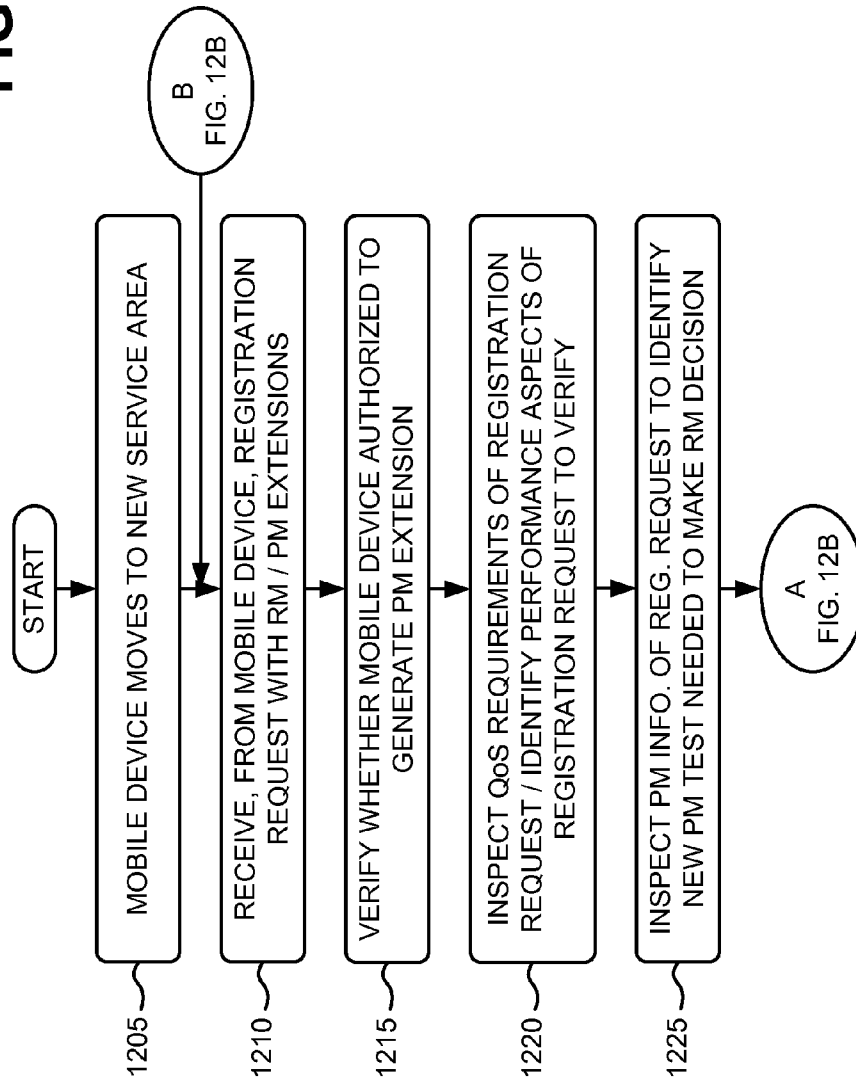 START
1205
MOBILE DEVICE MOVES TO NEW SERVICE AREA
B
FIG. 12B
1210
RECEIVE, FROM MOBILE DEVICE, REGISTRATION
REQUEST WITH RM / PM EXTENSIONS
1215
VERIFY WHETHER MOBILE DEVICE AUTHORIZED TO
GENERATE PM EXTENSION
1220
INSPECT QoS REQUIREMENTS OF REGISTRATION
REQUEST / IDENTIFY PERFORMANCE ASPECTS OF
REGISTRATION REQUEST TO VERIFY
1225
INSPECT PM INFO. OF REG. REQUEST TO IDENTIFY
NEW PM TEST NEEDED TO MAKE RM DECISION
A
FIG. 12B